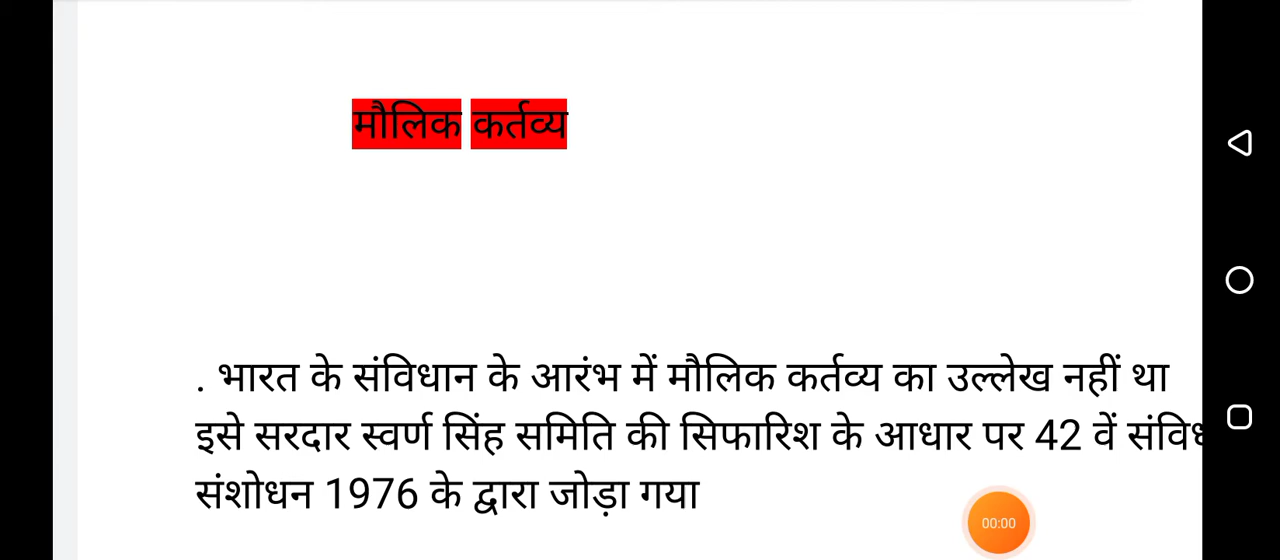 मौलिक कर्तव्य
. भारत के संविधान के आरंभ में मौलिक कर्तव्य का उल्लेख नहीं था
इसे सरदार स्वर्ण सिंह समिति की सिफारिश के आधार पर 42 वें
संशोधन 1976 के द्वारा जोड़ा गया
00:00